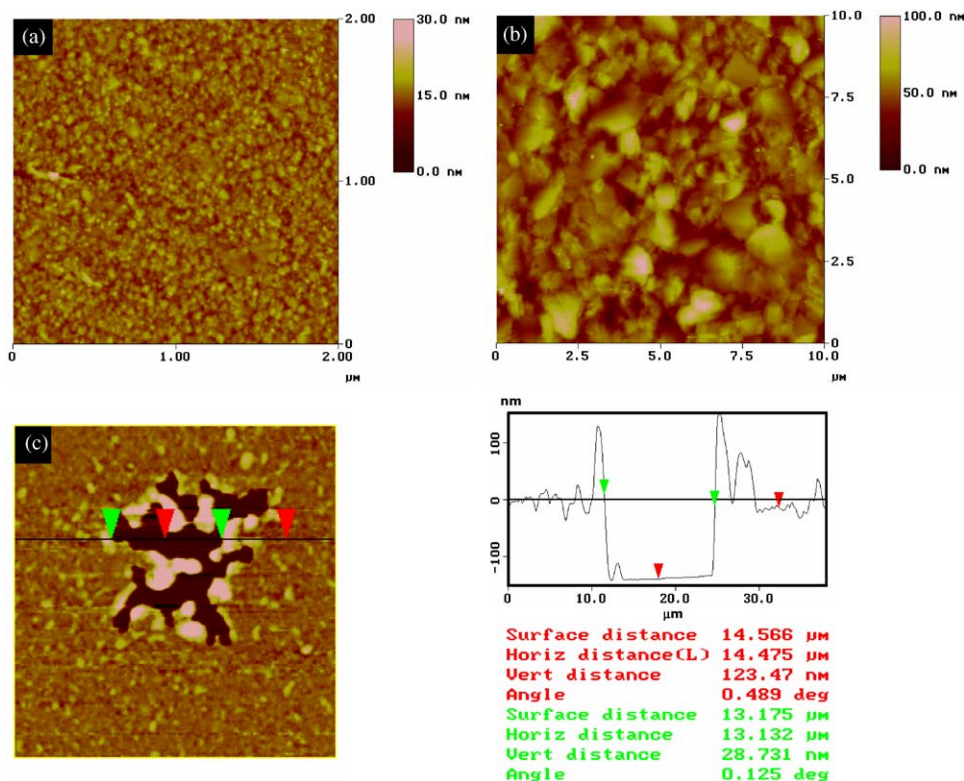 (a)
2.00
1.00
0
0
1.00
2.00
μm
30.0 nm
15.0 nm
0.0 nm
(b)
10.0
7.5
5.0
2.5
0
0
2.5
5.0
7.5
10.0
μm
100.0 nm
50.0 nm
0.0 nm
(c)
nm
100
0
-100
0
10.0
20.0
30.0
μm
Surface distance 14.566 μm
Horiz distance(L) 14.475 μm
Vert distance 123.47 nm
Angle 0.489 deg
Surface distance 13.175 μm
Horiz distance 13.132 μm
Vert distance 28.731 nm
Angle 0.125 deg